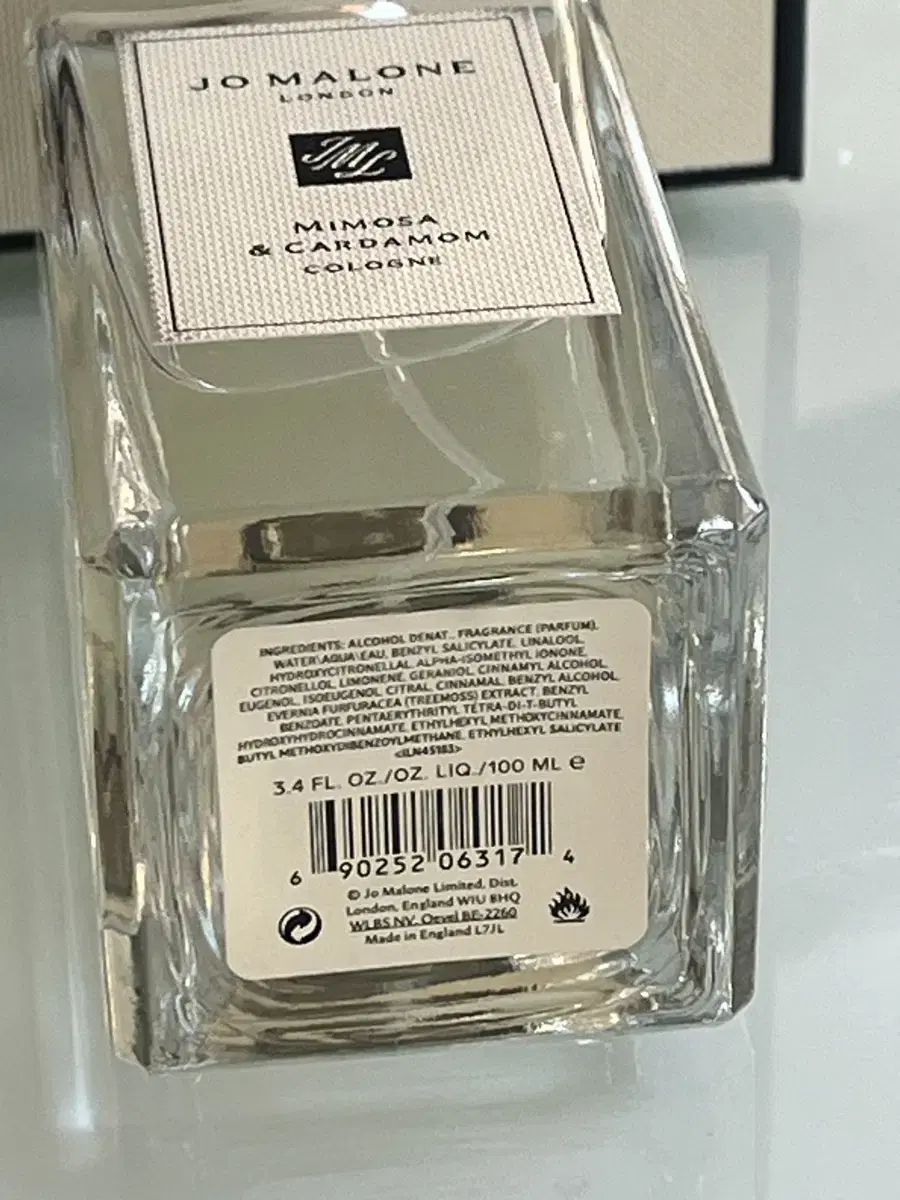 JO MALONE
LONDON
JML
MIMOSA
& CARDAMOM
COLOGNE
INGREDIENTS: ALCOHOL DENAT., FRAGRANCE (PARFUM),
WATER\AQUA\EAU, BENZYL SALICYLATE, LINALOOL,
HYDROXYCITRONELLAL, ALPHA-ISOMETHYL IONONE,
CITRONELLOL, LIMONENE, GERANIOL, CINNAMYL ALCOHOL,
EUGENOL, ISOEUGENOL, CITRAL, CINNAMAL, BENZYL ALCOHOL,
EVERNIA FURFURACEA (TREEMOSS) EXTRACT, BENZYL
BENZOATE, PENTAERYTHRITYL TETRA-DI-T-BUTYL
HYDROXYHYDROCINNAMATE, ETHYLHEXYL METHOXYCINNAMATE,
BUTYL METHOXYDIBENZOYLMETHANE, ETHYLHEXYL SALICYLATE
<ILN45183>
3.4 FL. OZ./OZ. LIQ./100 ML e
6 90252 06317 4
© Jo Malone Limited, Dist.
London, England W1U 8HQ
WLBS NV, Oevel BE-2260
Made in England L7JL